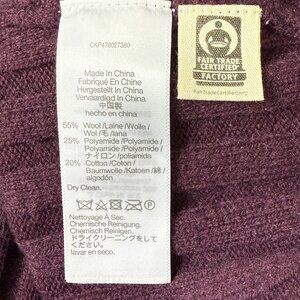 CKP478027380
Made In China
Fabriqué En Chine
Hergestellt In China
Vervaardigd In China
中国製
hecho en china
55% Wool /Laine /Wolle /
Wol /毛 /lana
25% Polyamide /Polyamide /
Polyamide /Polyamide /
ナイロン /poliamida
20% Cotton /Coton /
Baumwolle /Katoen /綿 /
algodón
Dry Clean.
Nettoyage À Sec.
Chemische Reinigung.
Chemisch Reinigen.
ドライクリーニングをしてください
lavar en seco.
FAIR TRADE
CERTIFIED
FACTORY
FairTradeCertified.org